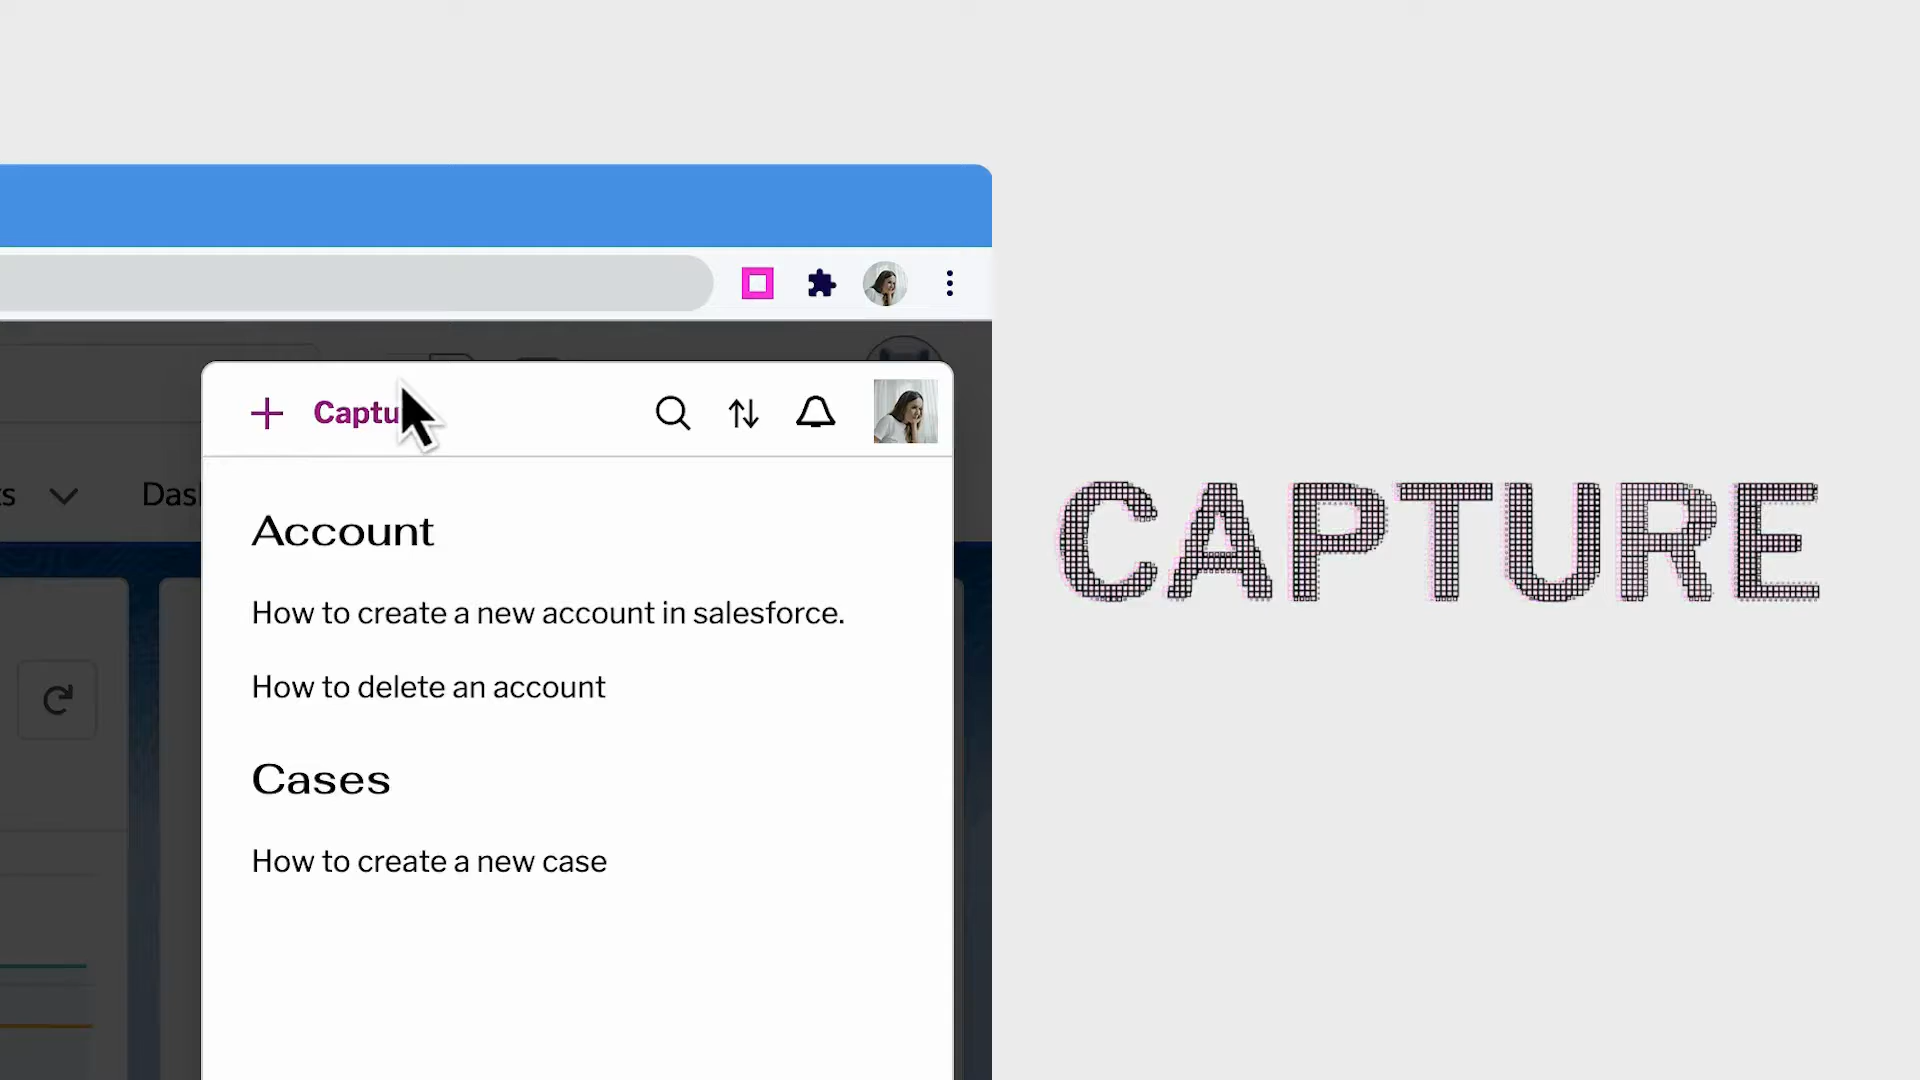 Captu
s
Das
Account
How to create a new account in salesforce.
How to delete an account
Cases
How to create a new case
CAPTURE